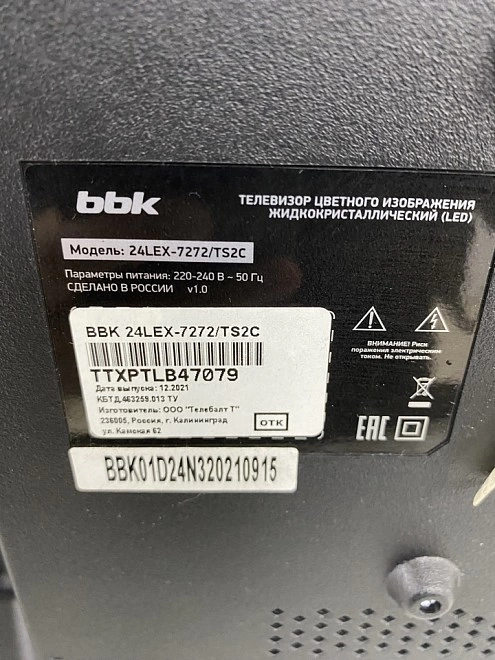 bbk
ТЕЛЕВИЗОР ЦВЕТНОГО ИЗОБРАЖЕНИЯ
ЖИДКОКРИСТАЛЛИЧЕСКИЙ (LED)
Модель: 24LEX-7272/TS2C
Параметры питания: 220-240 В ~ 50 Гц
СДЕЛАНО В РОССИИ v1.0
BBK 24LEX-7272/TS2C
TTXPTLB47079
Дата выпуска: 12.2021
КБТД.463259.013 ТУ
Изготовитель: ООО "Телебалт Т"
236005, Россия, г. Калининград
ул. Камская 62
ОТК
ВНИМАНИЕ! Риск
поражения электрическим
током. Не открывать.
EAC
BBK01D24N320210915